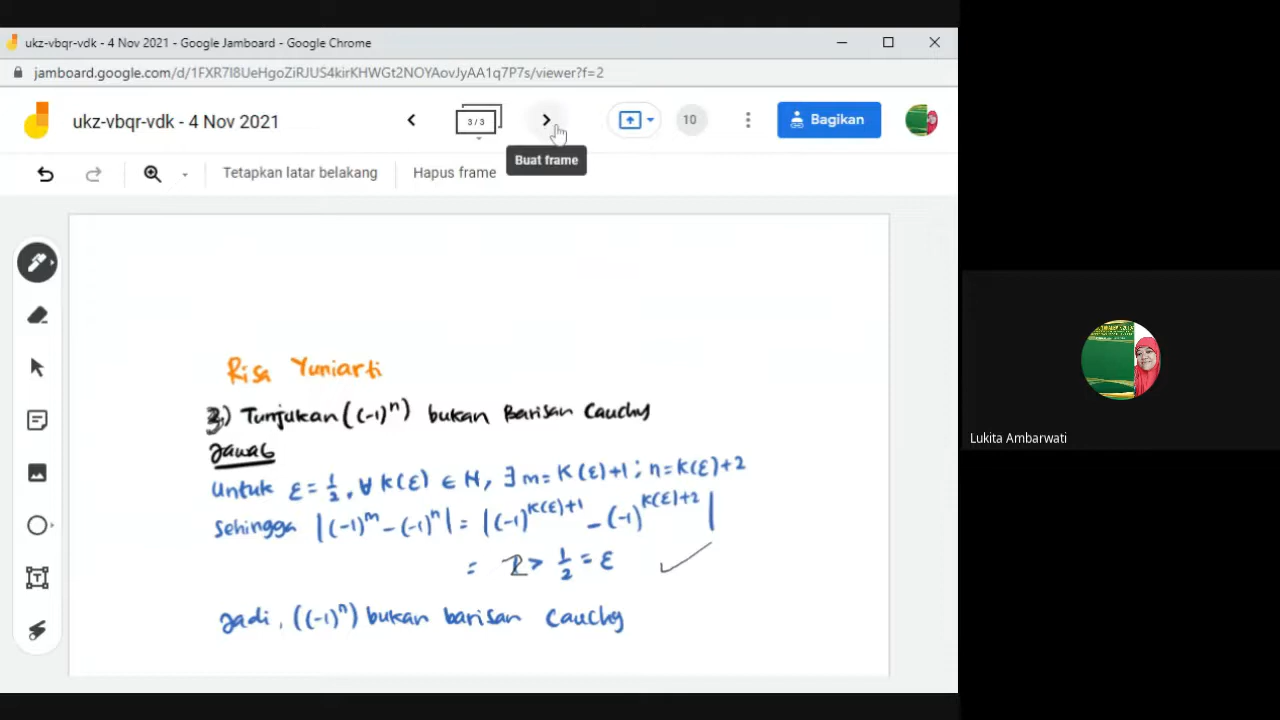 ukz-vbqr-vdk - 4 Nov 2021 - Google Jamboard - Google Chrome
jamboard.google.com/d/1FXR7I8UeHgoZiRJUS4kirKHWGt2NOYAovJyAA1q7P7s/viewer?f=2
ukz-vbqr-vdk - 4 Nov 2021
3/3
10
Bagikan
Buat frame
Tetapkan latar belakang
Hapus frame
Risa Yuniarti
3.) Tunjukan ((-1)^n) bukan Barisan Cauchy
Jawab
Untuk ε = 1/2, ∀ K(ε) ∈ N, ∃ m = K(ε)+1 ; n = K(ε)+2
Sehingga |(-1)^m - (-1)^n| = |(-1)^{K(ε)+1} - (-1)^{K(ε)+2}|
= 2 > 1/2 = ε
Jadi, ((-1)^n) bukan barisan Cauchy
Lukita Ambarwati